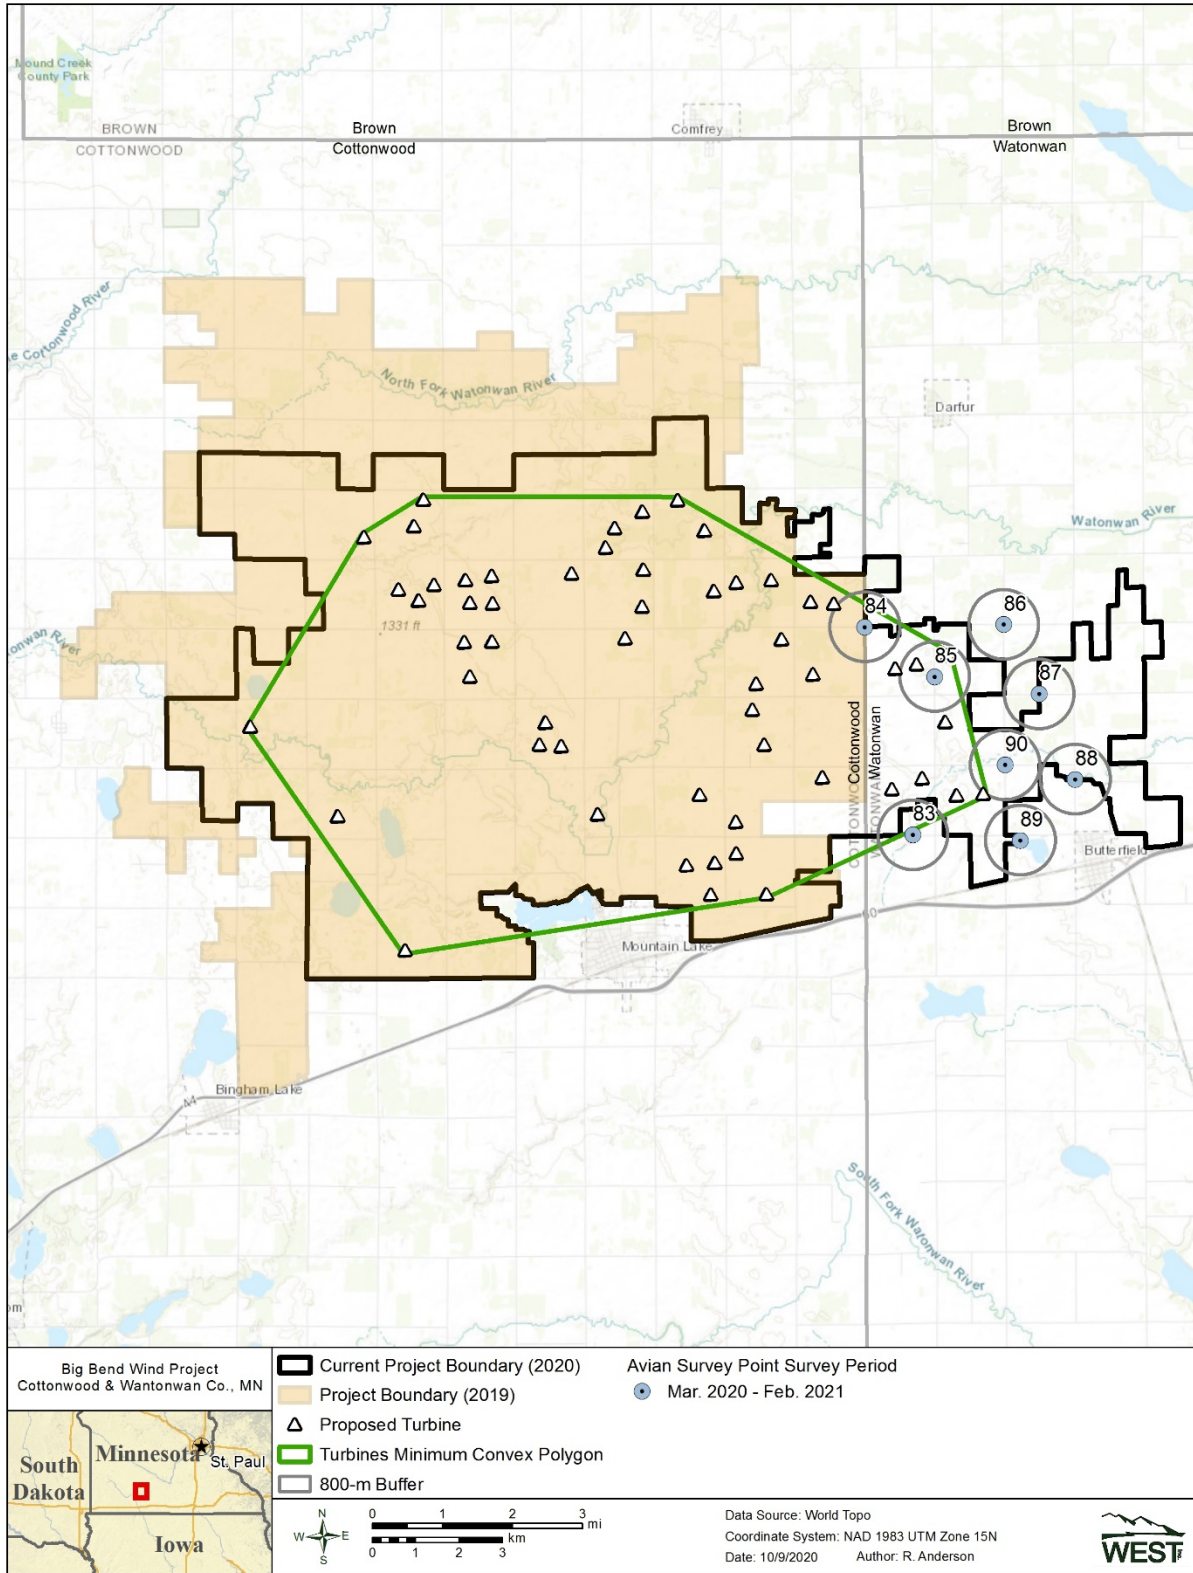 Mound Creek
County Park
BROWN
COTTONWOOD
Brown
Cottonwood
Comfrey
Brown
Watonwan
e Cottonwood River
North Fork Watonwan River
Darfur
Watonwan River
84
86
85
87
1331 ft
onwan River
90
88
Cottonwood
Watonwan
COTTONWOOD
WATONWAN
83
89
Butterfield
60
Mountain Lake
Bingham Lake
South Fork Watonwan River
om
Big Bend Wind Project
Cottonwood & Wantonwan Co., MN
Current Project Boundary (2020)
Project Boundary (2019)
Proposed Turbine
Turbines Minimum Convex Polygon
800-m Buffer
Avian Survey Point Survey Period
Mar. 2020 - Feb. 2021
South
Dakota
Minnesota
St. Paul
Iowa
N
W E
S
0 1 2 3
mi
km
0 1 2 3
Data Source: World Topo
Coordinate System: NAD 1983 UTM Zone 15N
Date: 10/9/2020 Author: R. Anderson
WEST